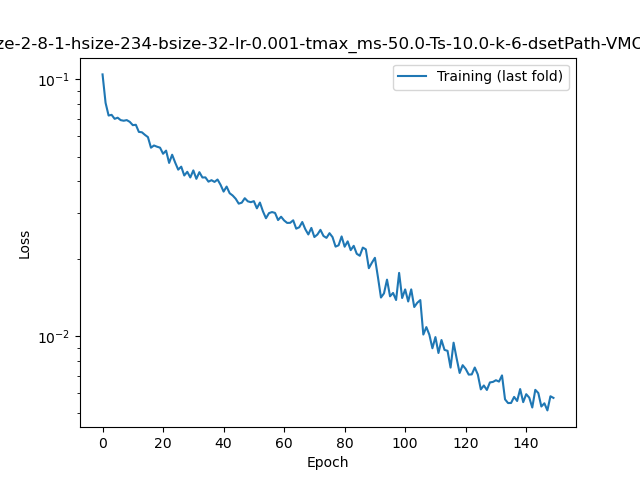 ze-2-8-1-hsize-234-bsize-32-lr-0.001-tmax_ms-50.0-Ts-10.0-k-6-dsetPath-VMC
Training (last fold)
10⁻¹
10⁻²
Loss
0 20 40 60 80 100 120 140
Epoch